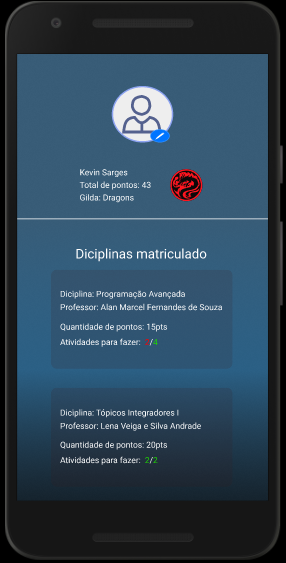 Kevin Sarges
Total de pontos: 43
Gilda: Dragons
Diciplinas matriculado
Diciplina: Programação Avançada
Professor: Alan Marcel Fernandes de Souza
Quantidade de pontos: 15pts
Atividades para fazer: /4
Diciplina: Tópicos Integradores I
Professor: Lena Veiga e Silva Andrade
Quantidade de pontos: 20pts
Atividades para fazer: 2/2